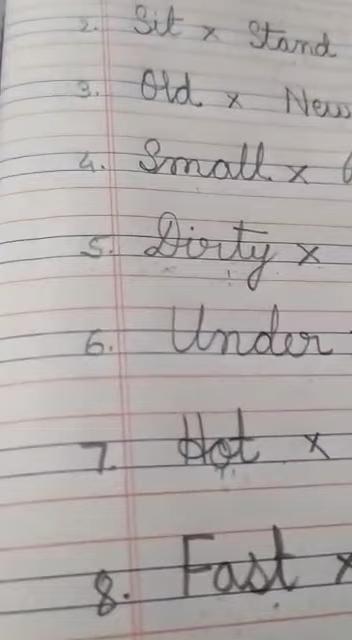 2. Sit x Stand
3. Old x New
4. Small x
5. Dirty x
6. Under
7. Hot x
8. Fast x